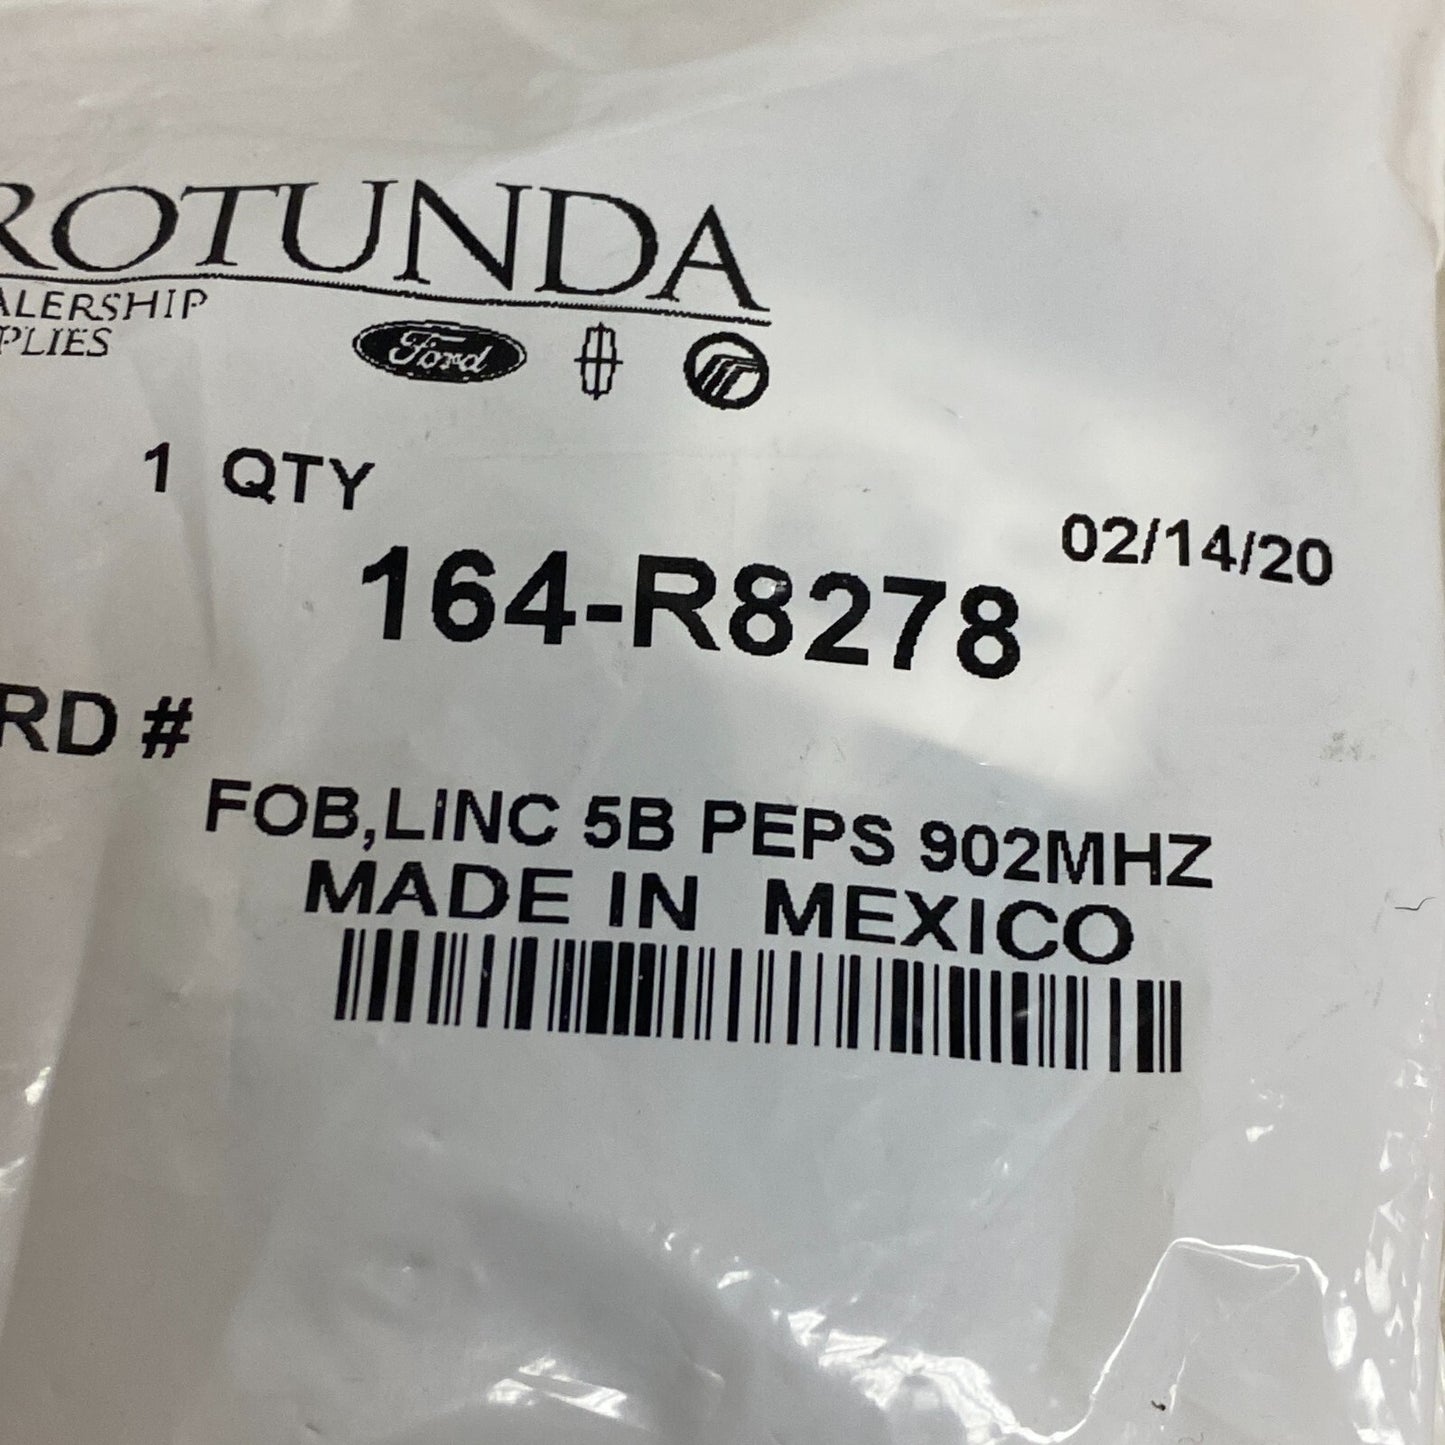 ROTUNDA
ALERSHIP
PLIES
Ford
1 QTY
02/14/20
164-R8278
RD #
FOB,LINC 5B PEPS 902MHZ
MADE IN MEXICO